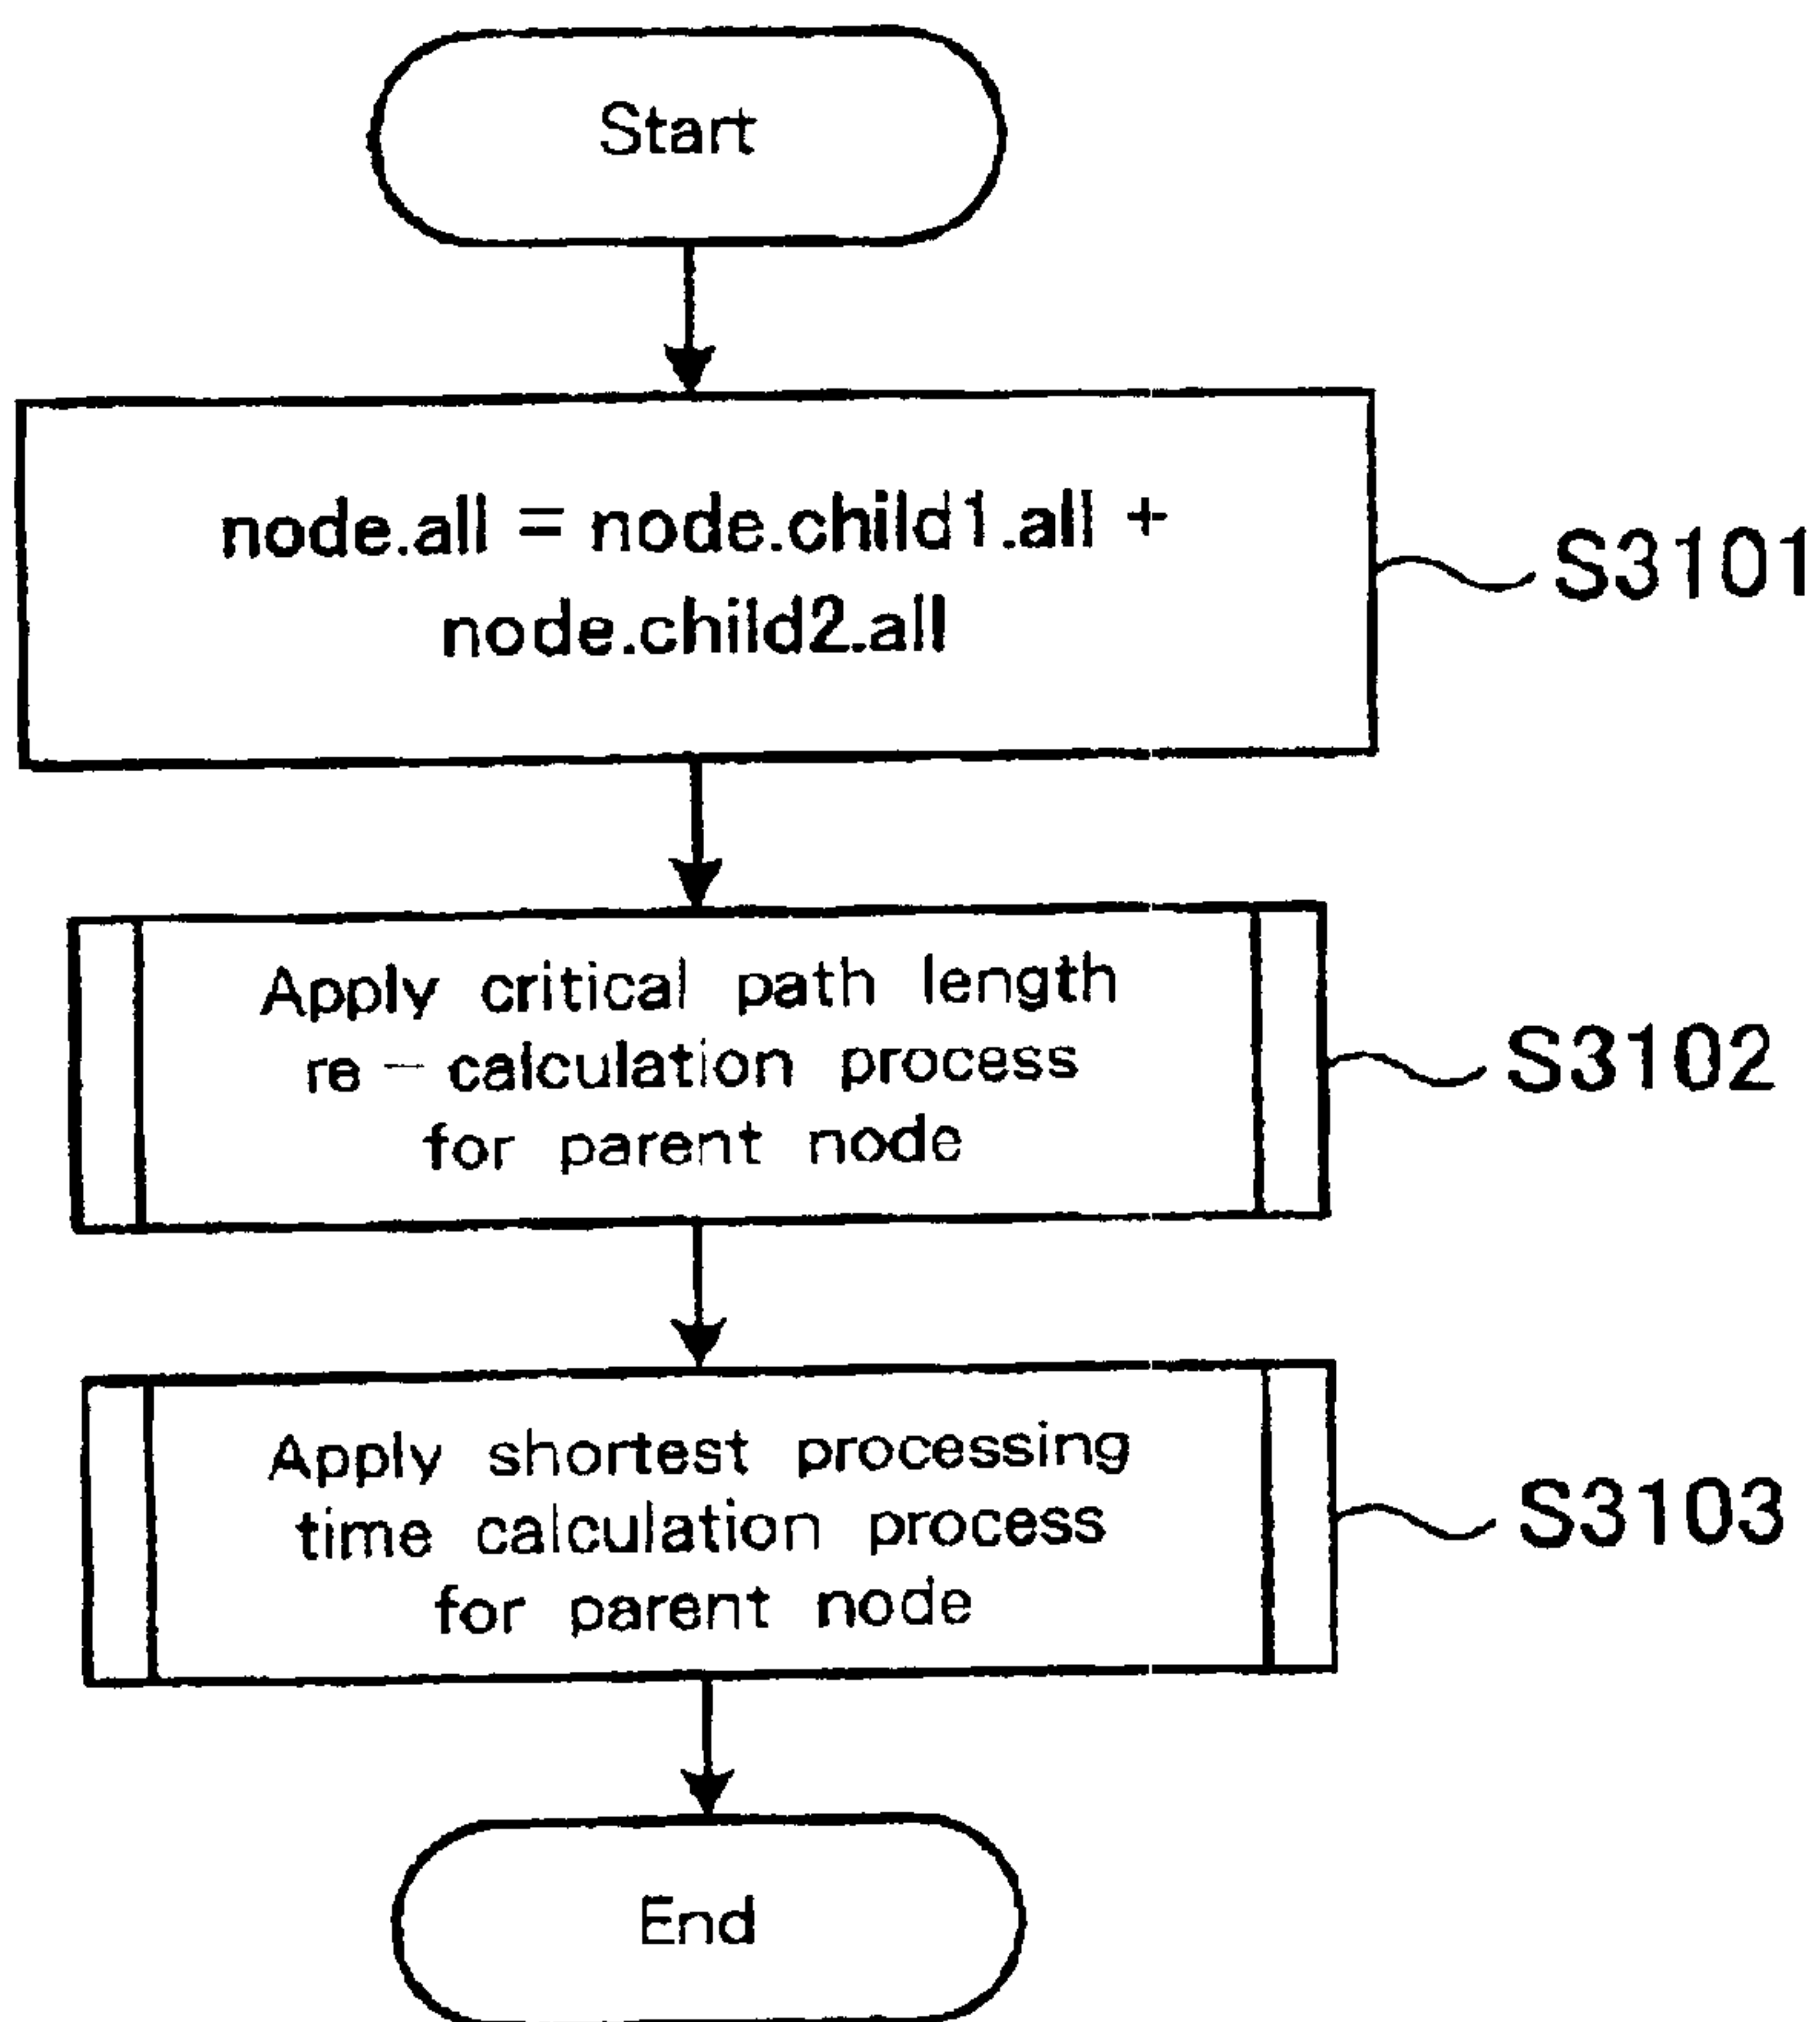 Start
node.all = node.child1.all +
node.child2.all
S3101
Apply critical path length
re - calculation process
for parent node
S3102
Apply shortest processing
time calculation process
for parent node
S3103
End